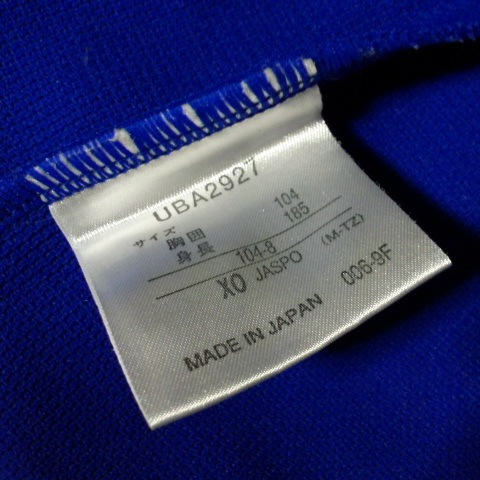 UBA2927
サイズ
胸囲 104
身長 185
104-8
XO JASPO (M-TZ)
MADE IN JAPAN 006-9F